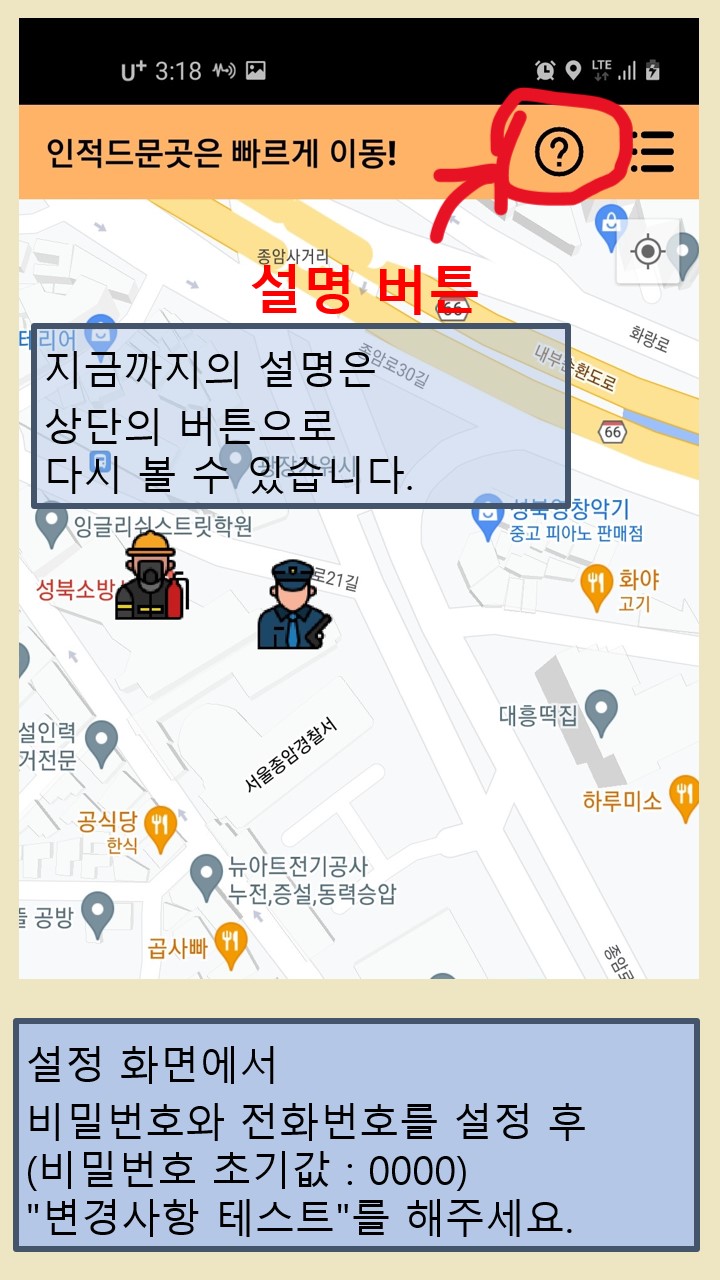 U+ 3:18
LTE
인적드문곳은 빠르게 이동!
종암사거리
설명 버튼
66
화랑로
테리어
종암로30길
내부순환도로
지금까지의 설명은
상단의 버튼으로
다시 볼 수 있습니다.
66
잉글리쉬스트릿학원
성북영창악기
중고 피아노 판매점
성북소방
로21길
화야
고기
대흥떡집
설인력
거전문
서울종암경찰서
하루미소
공식당
한식
뉴아트전기공사
누전,증설,동력승압
공방
곱사빠
종암로
설정 화면에서
비밀번호와 전화번호를 설정 후
(비밀번호 초기값 : 0000)
"변경사항 테스트"를 해주세요.